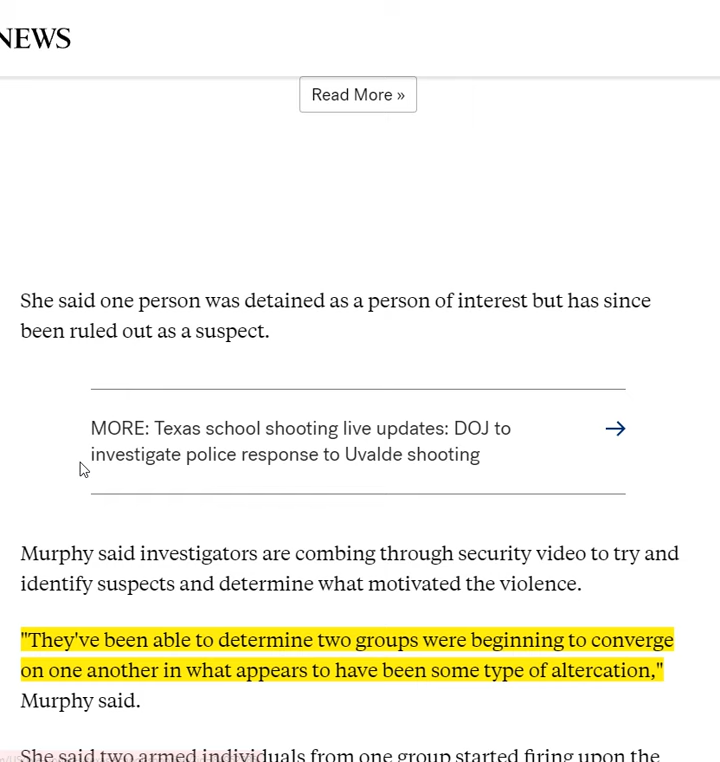 NEWS
Read More »
She said one person was detained as a person of interest but has since
been ruled out as a suspect.
MORE: Texas school shooting live updates: DOJ to
investigate police response to Uvalde shooting
Murphy said investigators are combing through security video to try and
identify suspects and determine what motivated the violence.
"They've been able to determine two groups were beginning to converge
on one another in what appears to have been some type of altercation,"
Murphy said.
She said two armed individuals from one group started firing upon the